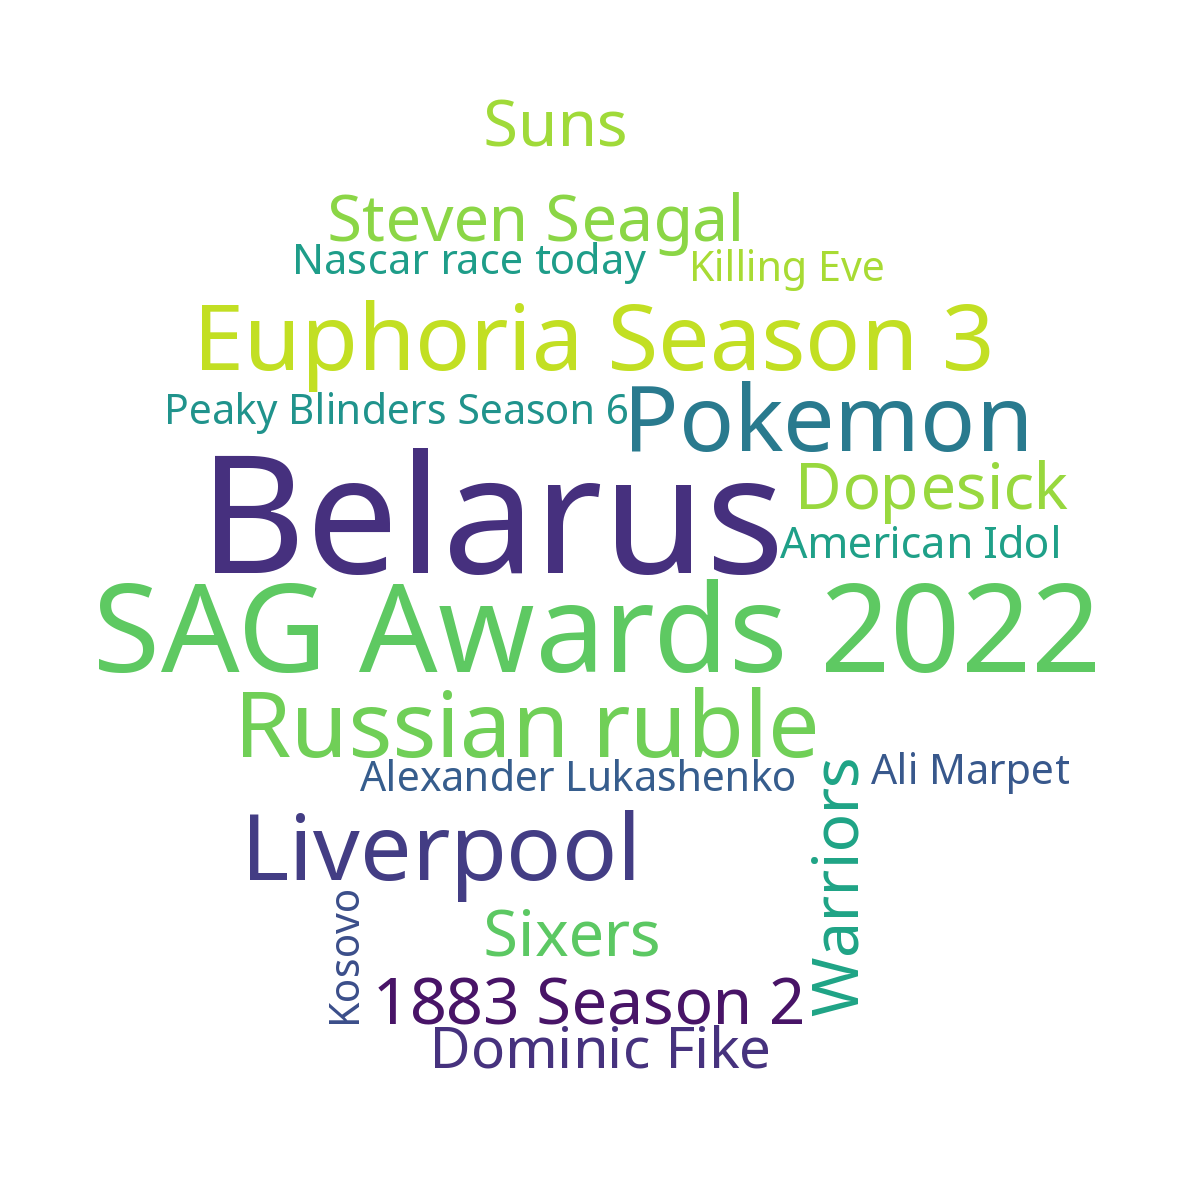 Suns
Steven Seagal
Nascar race today
Killing Eve
Euphoria Season 3
Peaky Blinders Season 6
Pokemon
Belarus
Dopesick
American Idol
SAG Awards 2022
Russian ruble
Alexander Lukashenko
Ali Marpet
Warriors
Liverpool
Kosovo
Sixers
1883 Season 2
Dominic Fike